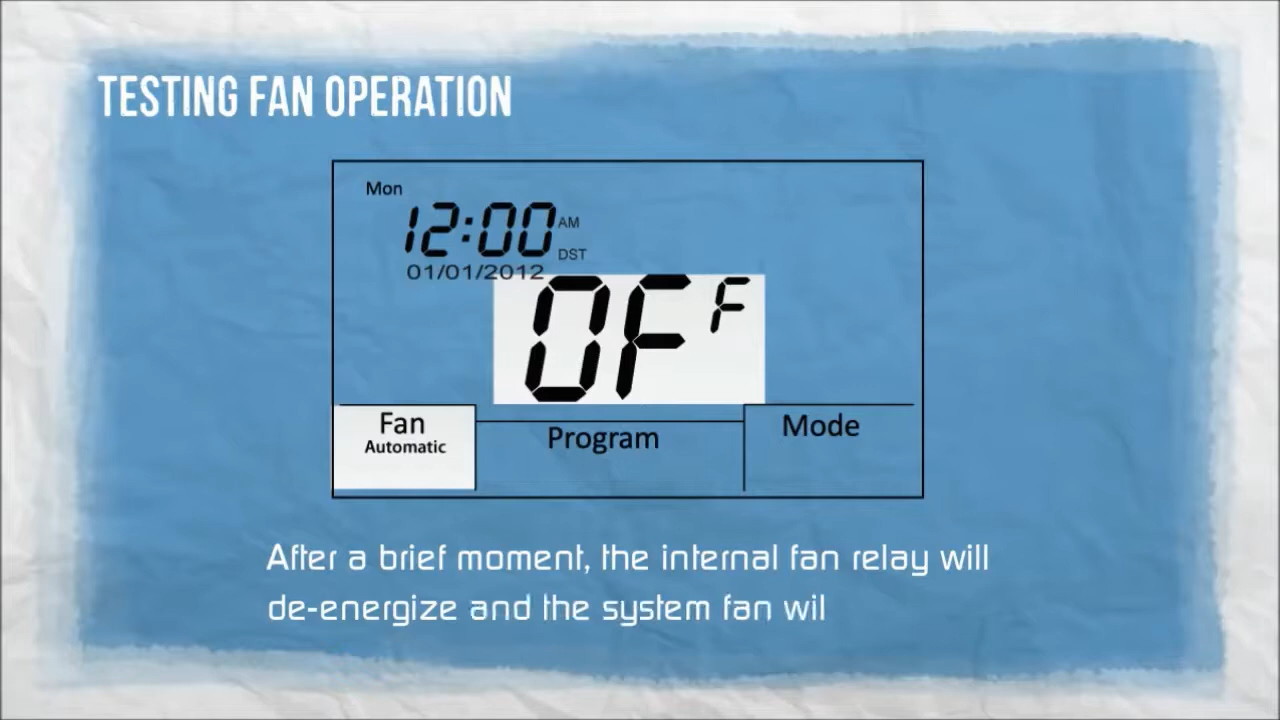 TESTING FAN OPERATION
Mon
12:00 AM
DST
01/01/2012
OFF
Fan
Automatic
Program
Mode
After a brief moment, the internal fan relay will
de-energize and the system fan wil